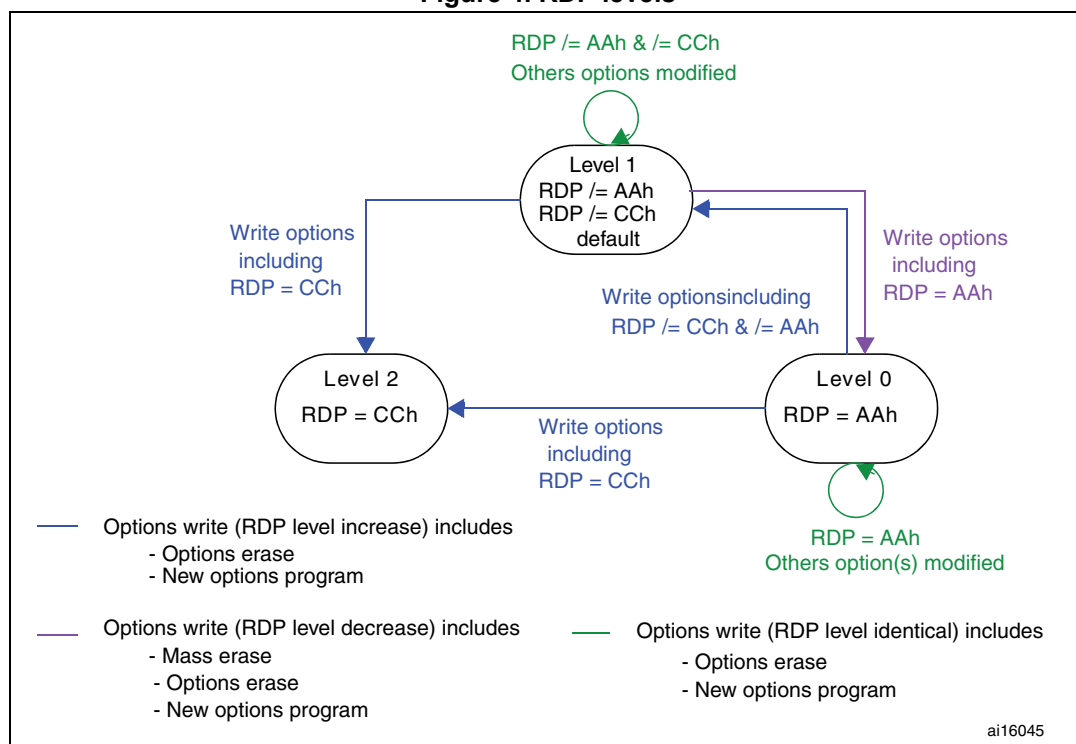 Figure 4. RDP levels
RDP /= AAh & /= CCh
Others options modified
Level 1
RDP /= AAh
RDP /= CCh
default
Write options
including
RDP = CCh
Write options
including
RDP = AAh
Write optionsincluding
RDP /= CCh & /= AAh
Level 2
RDP = CCh
Level 0
RDP = AAh
Write options
including
RDP = CCh
RDP = AAh
Others option(s) modified
Options write (RDP level increase) includes
- Options erase
- New options program
Options write (RDP level decrease) includes
- Mass erase
- Options erase
- New options program
Options write (RDP level identical) includes
- Options erase
- New options program
ai16045